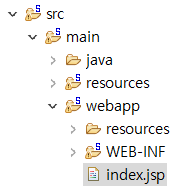 src
main
java
resources
webapp
resources
WEB-INF
index.jsp